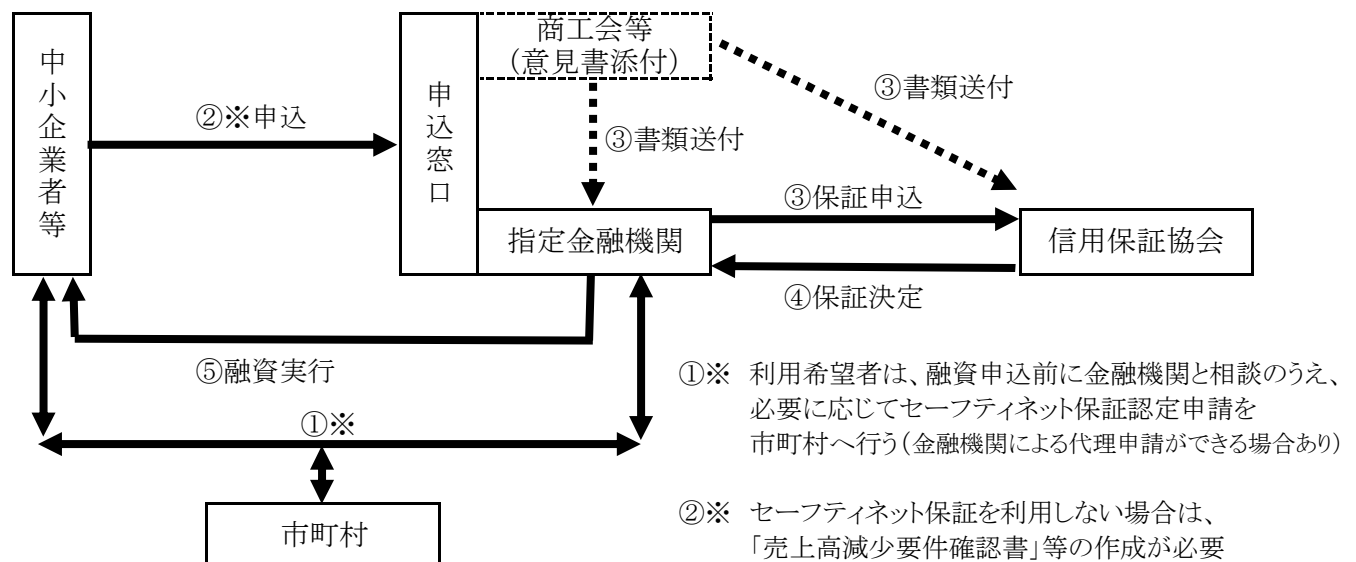 商工会等
(意見書添付)
中小企業者等
申込窓口
②※申込
③書類送付
③書類送付
③保証申込
指定金融機関
信用保証協会
④保証決定
⑤融資実行
①※
市町村
①※ 利用希望者は、融資申込前に金融機関と相談のうえ、
必要に応じてセーフティネット保証認定申請を
市町村へ行う(金融機関による代理申請ができる場合あり)
②※ セーフティネット保証を利用しない場合は、
「売上高減少要件確認書」等の作成が必要